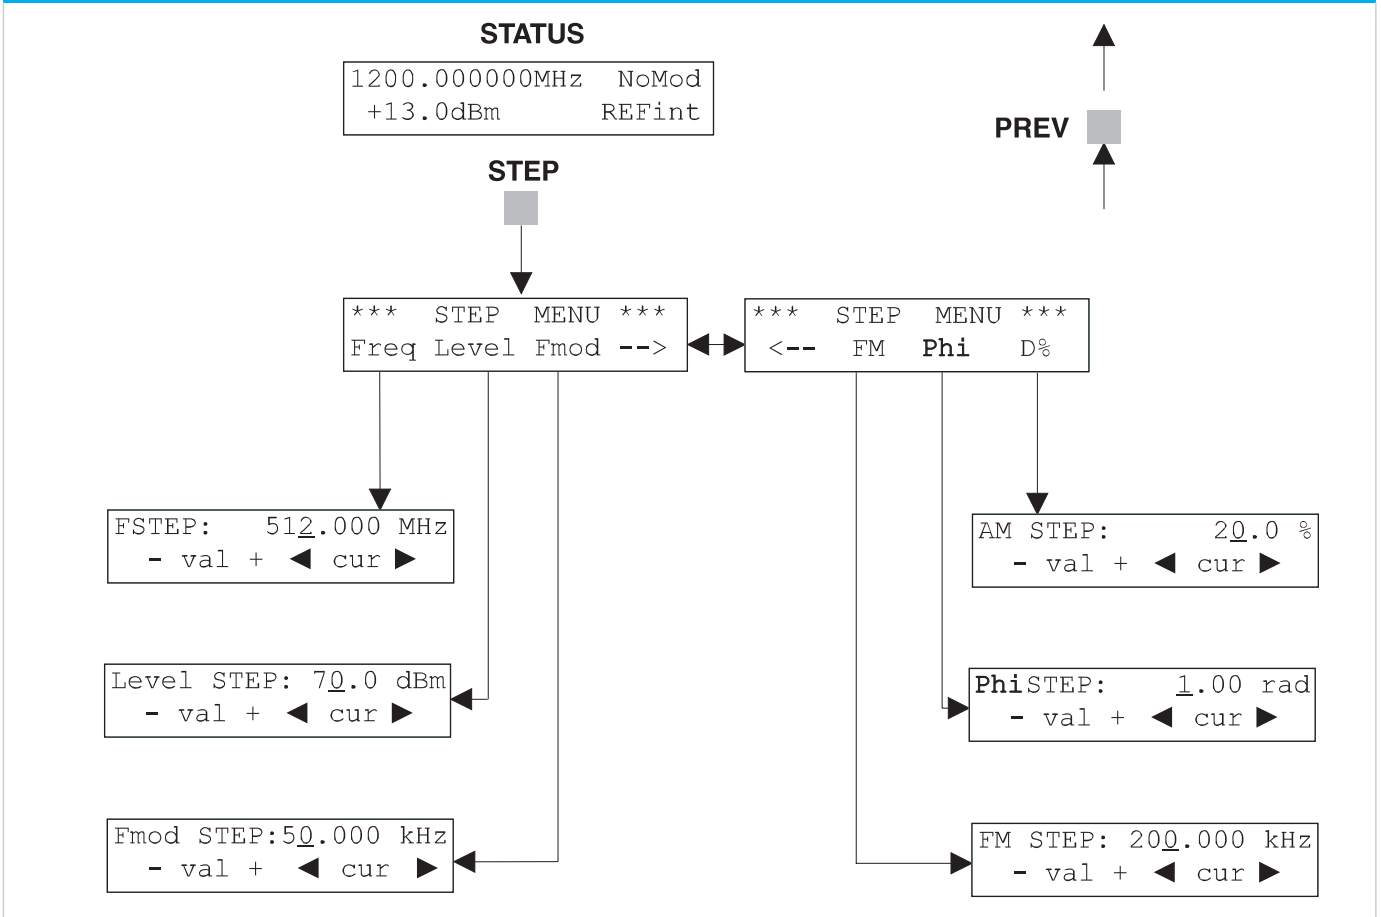 STATUS
1200.000000MHz NoMod
+13.0dBm REFint
PREV
STEP
*** STEP MENU ***
Freq Level Fmod -->
*** STEP MENU ***
<-- FM Phi D%
FSTEP: 512.000 MHz
- val + ◀ cur ▶
AM STEP: 20.0 %
- val + ◀ cur ▶
Level STEP: 70.0 dBm
- val + ◀ cur ▶
PhiSTEP: 1.00 rad
- val + ◀ cur ▶
Fmod STEP:50.000 kHz
- val + ◀ cur ▶
FM STEP: 200.000 kHz
- val + ◀ cur ▶